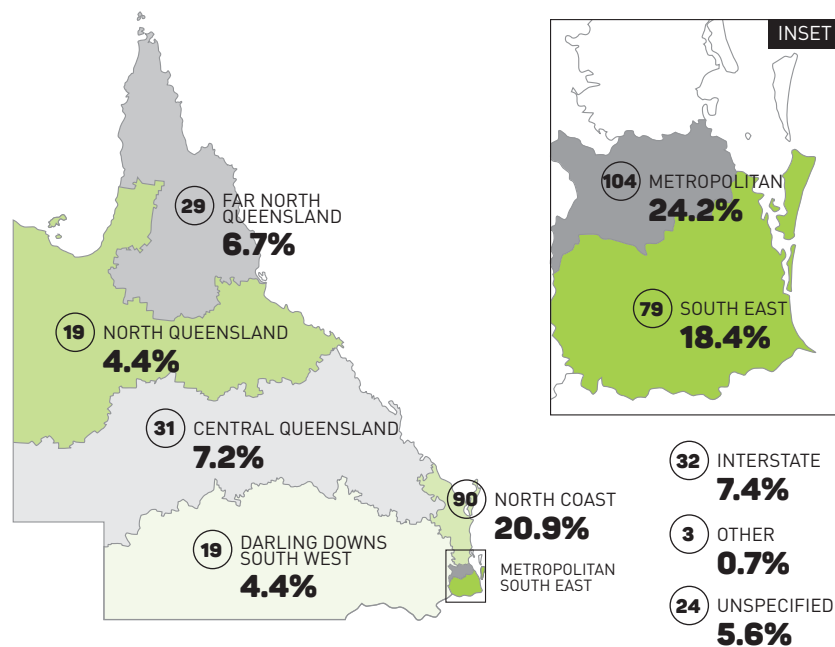 INSET
104 METROPOLITAN
24.2%
79 SOUTH EAST
18.4%
29 FAR NORTH
QUEENSLAND
6.7%
19 NORTH QUEENSLAND
4.4%
31 CENTRAL QUEENSLAND
7.2%
90 NORTH COAST
20.9%
19 DARLING DOWNS
SOUTH WEST
4.4%
METROPOLITAN
SOUTH EAST
32 INTERSTATE
7.4%
3 OTHER
0.7%
24 UNSPECIFIED
5.6%